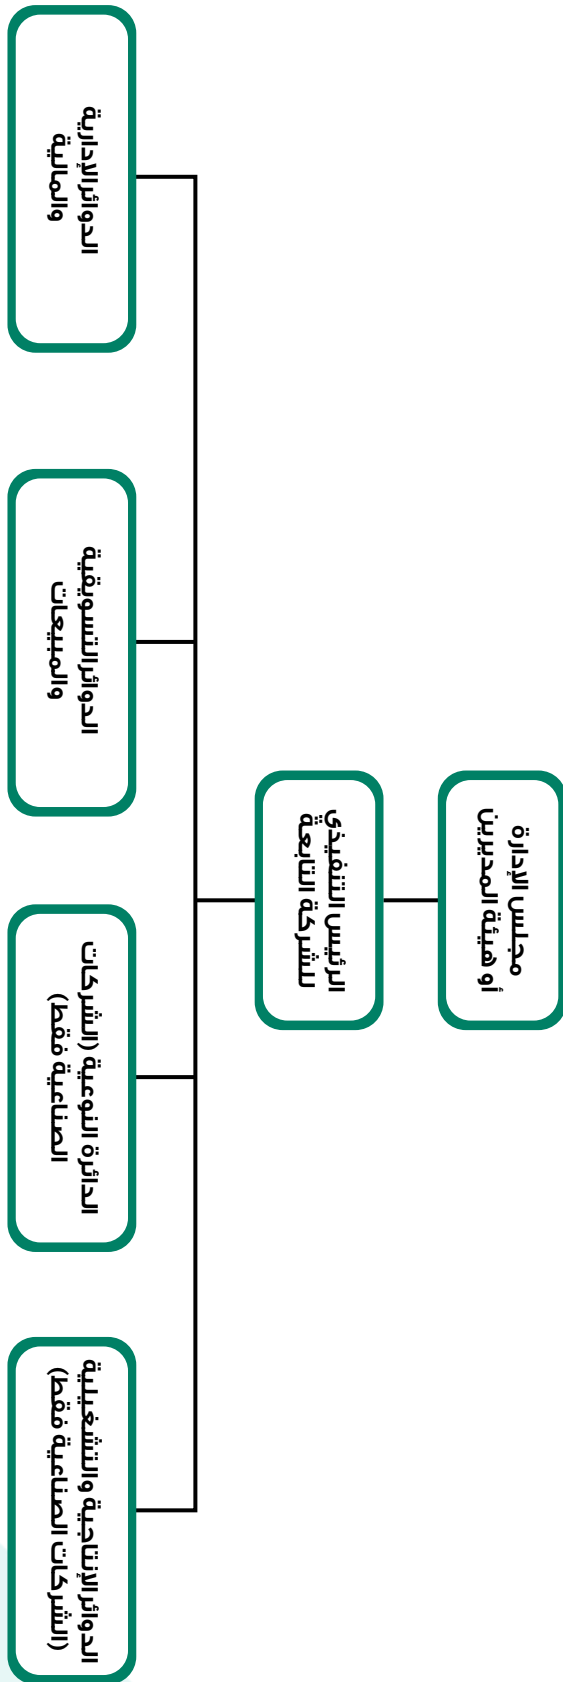 مجلس الإدارة
أو هيئة المديرين
الرئيس التنفيذي
للشركة التابعة
الدوائر الإنتاجية والتشغيلية
(الشركات الصناعية فقط)
الدائرة النوعية (الشركات
الصناعية فقط)
الدوائر التسويقية
والمبيعات
الدوائر الإدارية
والمالية